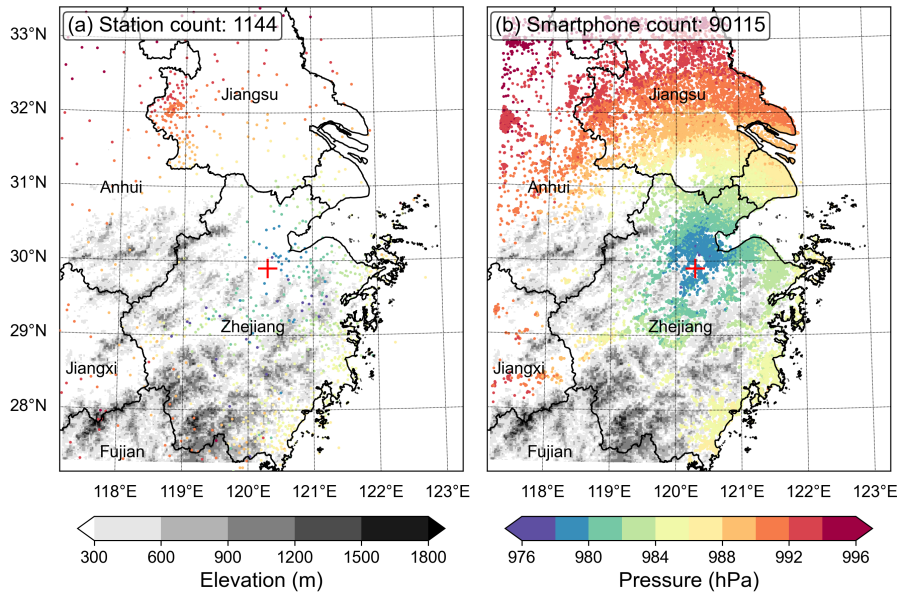 (a) Station count: 1144
(b) Smartphone count: 90115
33°N
32°N
31°N
30°N
29°N
28°N
Jiangsu
Anhui
Zhejiang
Jiangxi
Fujian
Jiangsu
Anhui
Zhejiang
Jiangxi
Fujian
118°E 119°E 120°E 121°E 122°E 123°E
118°E 119°E 120°E 121°E 122°E 123°E
300 600 900 1200 1500 1800
Elevation (m)
976 980 984 988 992 996
Pressure (hPa)